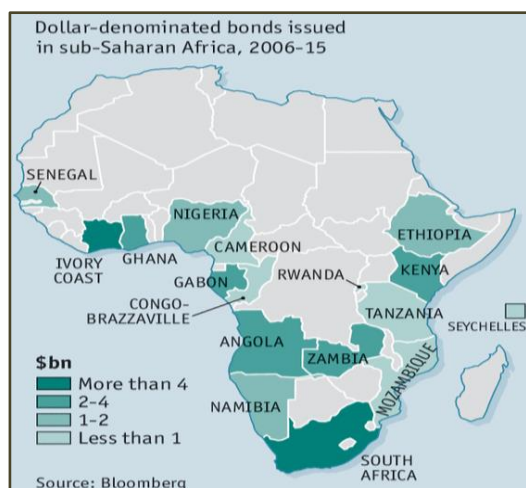 Dollar-denominated bonds issued
in sub-Saharan Africa, 2006-15
SENEGAL
NIGERIA
ETHIOPIA
CAMEROON
IVORY
COAST
GHANA
GABON
RWANDA
KENYA
CONGO-
BRAZZAVILLE
TANZANIA
SEYCHELLES
ANGOLA
ZAMBIA
MOZAMBIQUE
NAMIBIA
SOUTH
AFRICA
$bn
More than 4
2-4
1-2
Less than 1
Source: Bloomberg